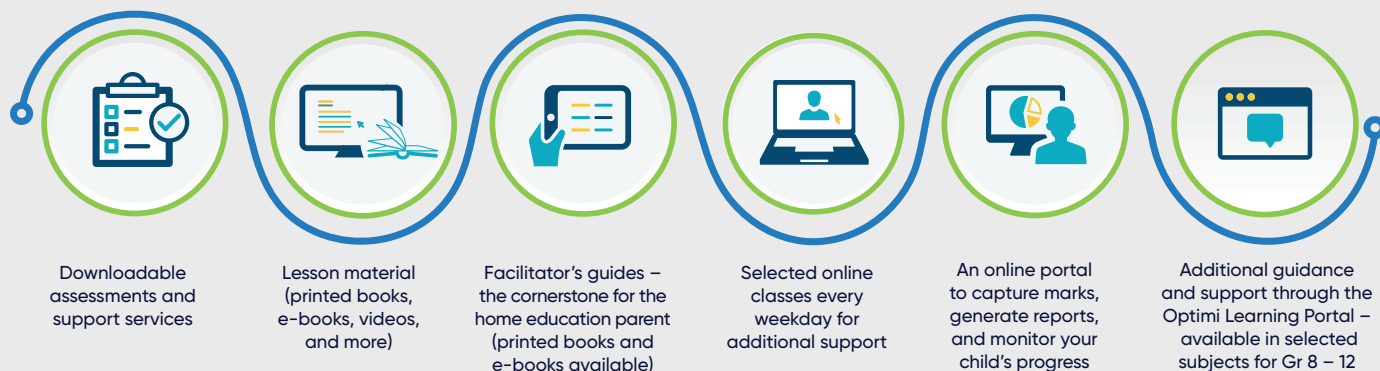 Downloadable
assessments and
support services
Lesson material
(printed books,
e-books, videos,
and more)
Facilitator's guides –
the cornerstone for the
home education parent
(printed books and
e-books available)
Selected online
classes every
weekday for
additional support
An online portal
to capture marks,
generate reports,
and monitor your
child's progress
Additional guidance
and support through the
Optimi Learning Portal –
available in selected
subjects for Gr 8 – 12